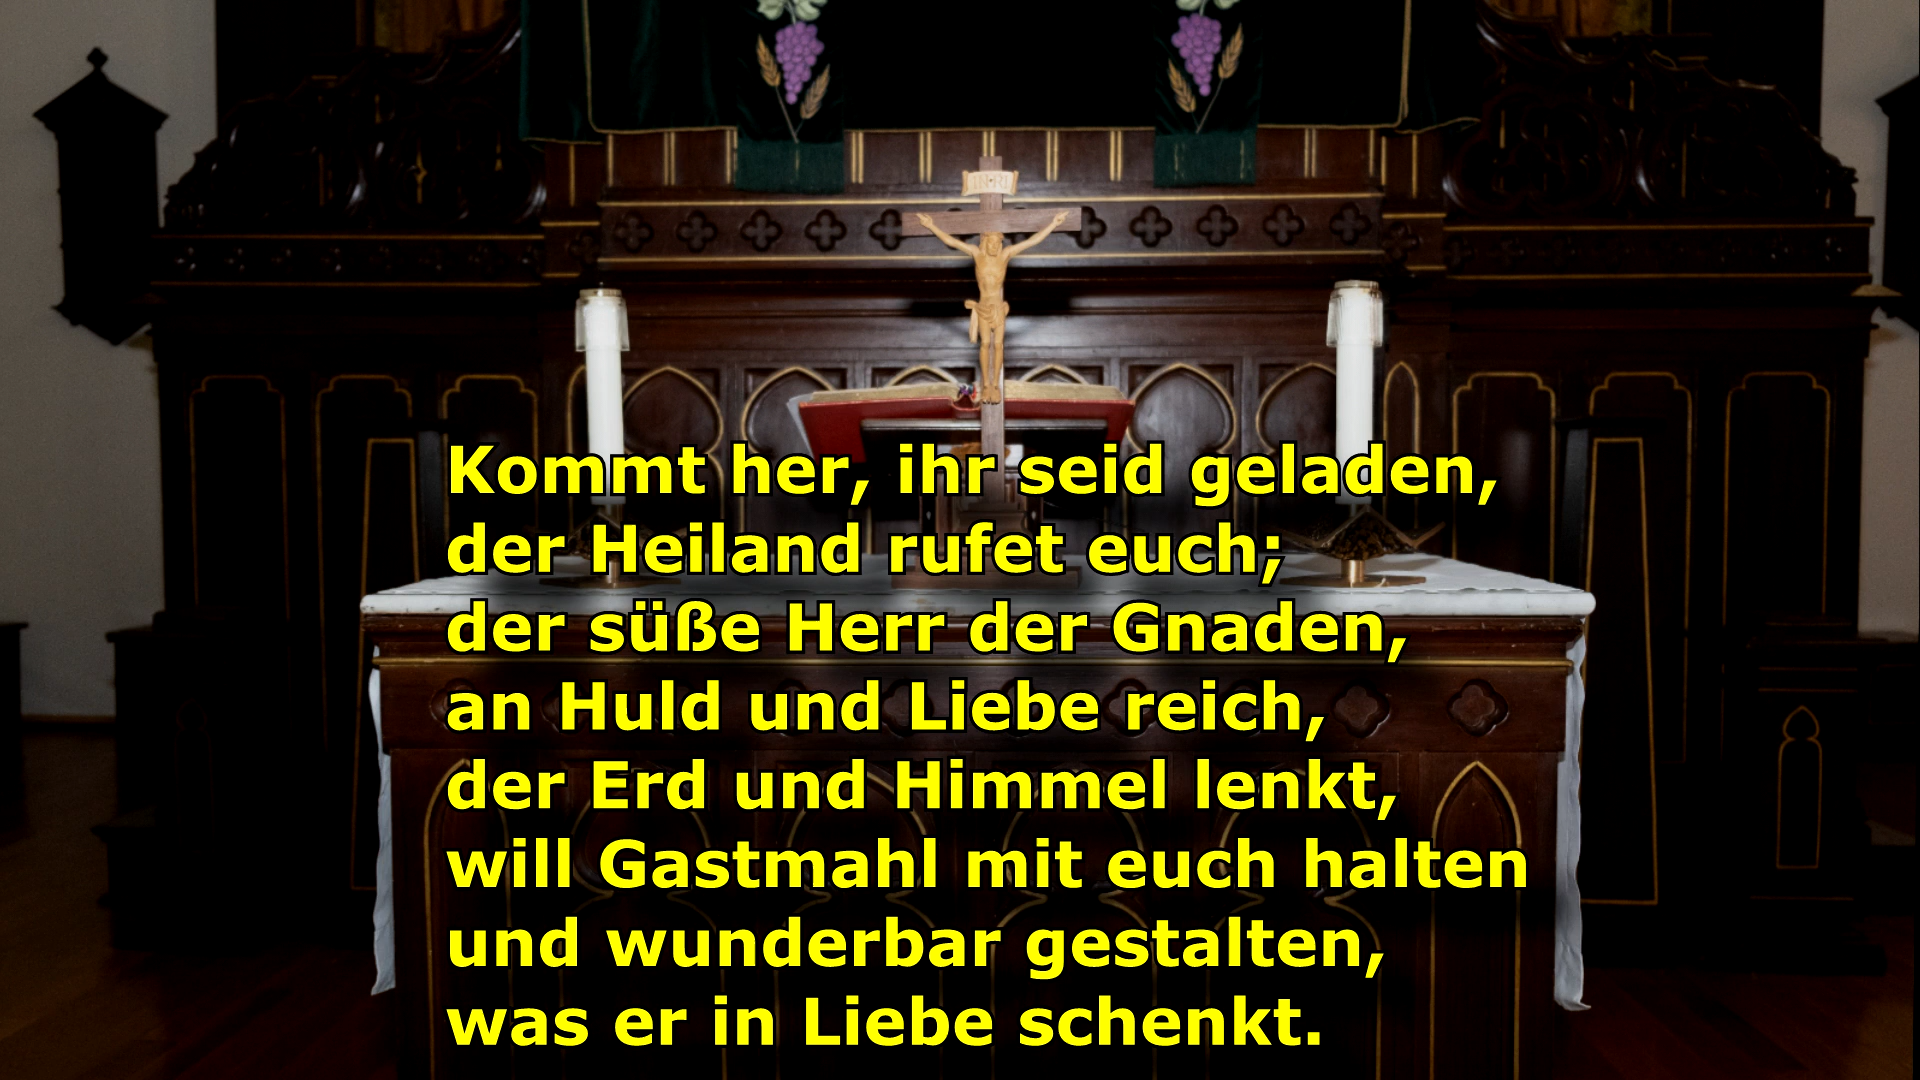 INRI
Kommt her, ihr seid geladen,
der Heiland rufet euch;
der süße Herr der Gnaden,
an Huld und Liebe reich,
der Erd und Himmel lenkt,
will Gastmahl mit euch halten
und wunderbar gestalten,
was er in Liebe schenkt.